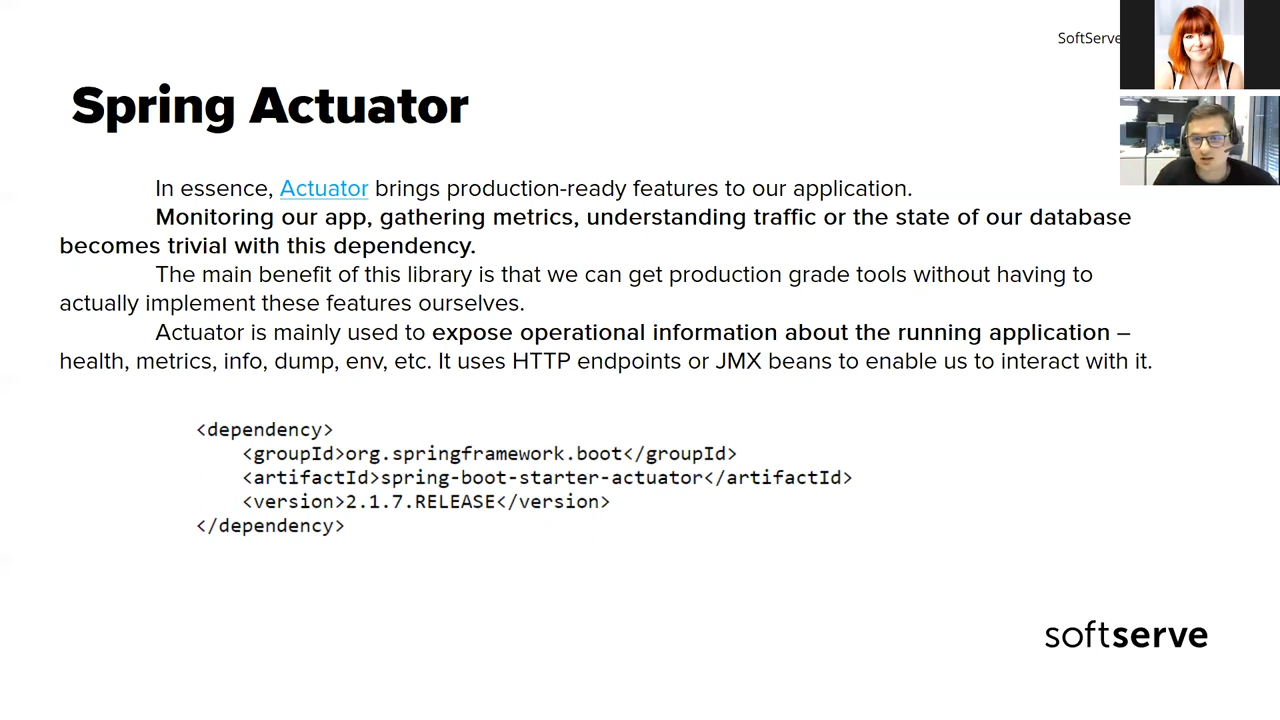 SoftServe
Spring Actuator
In essence, Actuator brings production-ready features to our application.
Monitoring our app, gathering metrics, understanding traffic or the state of our database
becomes trivial with this dependency.
The main benefit of this library is that we can get production grade tools without having to
actually implement these features ourselves.
Actuator is mainly used to expose operational information about the running application –
health, metrics, info, dump, env, etc. It uses HTTP endpoints or JMX beans to enable us to interact with it.
<dependency>
<groupId>org.springframework.boot</groupId>
<artifactId>spring-boot-starter-actuator</artifactId>
<version>2.1.7.RELEASE</version>
</dependency>
softserve